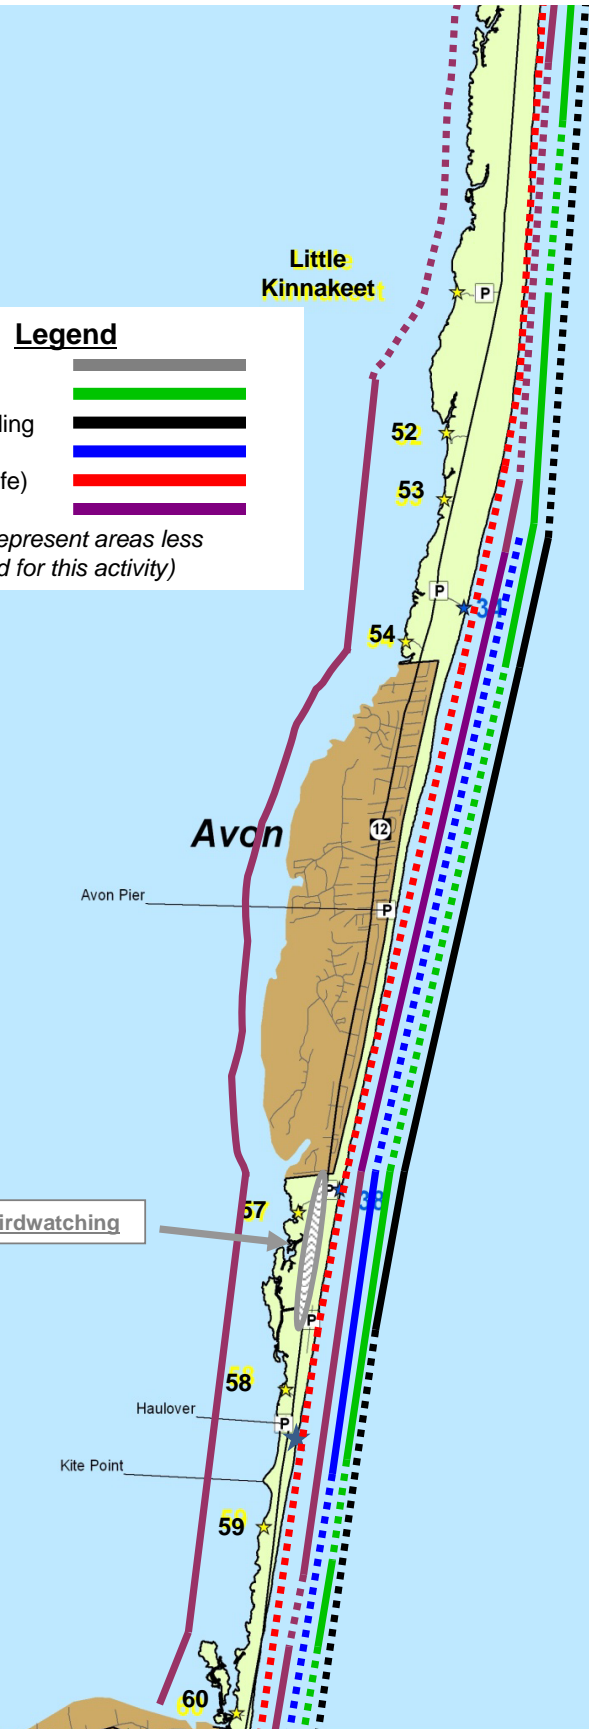 Little
Kinnakeet
P
Legend
ling
fe)
epresent areas less
d for this activity)
52
53
P
34
54
Avon
12
Avon Pier
P
P
38
57
irdwatching
P
58
Haulover
P
Kite Point
59
60